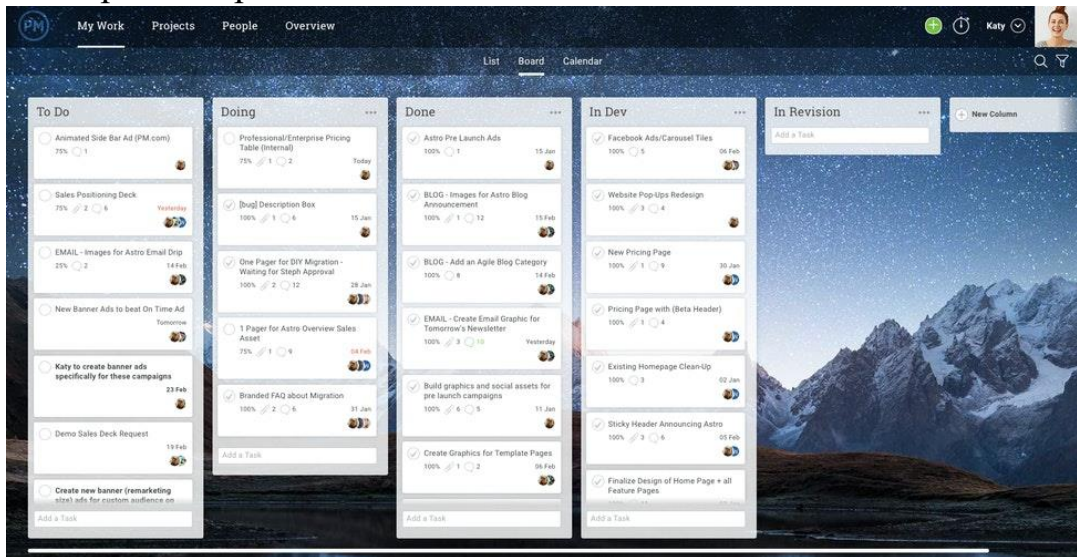 PM
My Work Projects People Overview
Katy
List Board Calendar
To Do
Animated Side Bar Ad (PM.com)
75% 1
Sales Positioning Deck
75% 2 6 Yesterday
EMAIL - Images for Astro Email Drip
25% 2 14 Feb
New Banner Ads to beat On Time Ad
Tomorrow
Katy to create banner ads
specifically for these campaigns
23 Feb
Demo Sales Deck Request
19 Feb
Create new banner (remarketing
size) ads for custom audience on
Add a Task
Doing
Professional/Enterprise Pricing
Table (Internal)
75% 1 2 Today
[bug] Description Box
100% 1 6 15 Jan
One Pager for DIY Migration -
Waiting for Steph Approval
100% 2 12 28 Jan
1 Pager for Astro Overview Sales
Asset
75% 1 9 04 Feb
Branded FAQ about Migration
100% 2 6 31 Jan
Add a Task
Done
Astro Pre Launch Ads
100% 1 15 Jan
BLOG - Images for Astro Blog
Announcement
100% 1 12 15 Feb
BLOG - Add an Agile Blog Category
100% 8 14 Feb
EMAIL - Create Email Graphic for
Tomorrow's Newsletter
100% 3 10 Yesterday
Build graphics and social assets for
pre launch campaigns
100% 6 5 11 Jan
Create Graphics for Template Pages
100% 1 2 06 Feb
Add a Task
In Dev
Facebook Ads/Carousel Tiles
100% 5 06 Feb
Website Pop-Ups Redesign
100% 3 4
New Pricing Page
100% 1 9 30 Jan
Pricing Page with (Beta Header)
100% 1 4
Existing Homepage Clean-Up
100% 3 02 Jan
Sticky Header Announcing Astro
100% 3 6 05 Feb
Finalize Design of Home Page + all
Feature Pages
Add a Task
In Revision
Add a Task
New Column